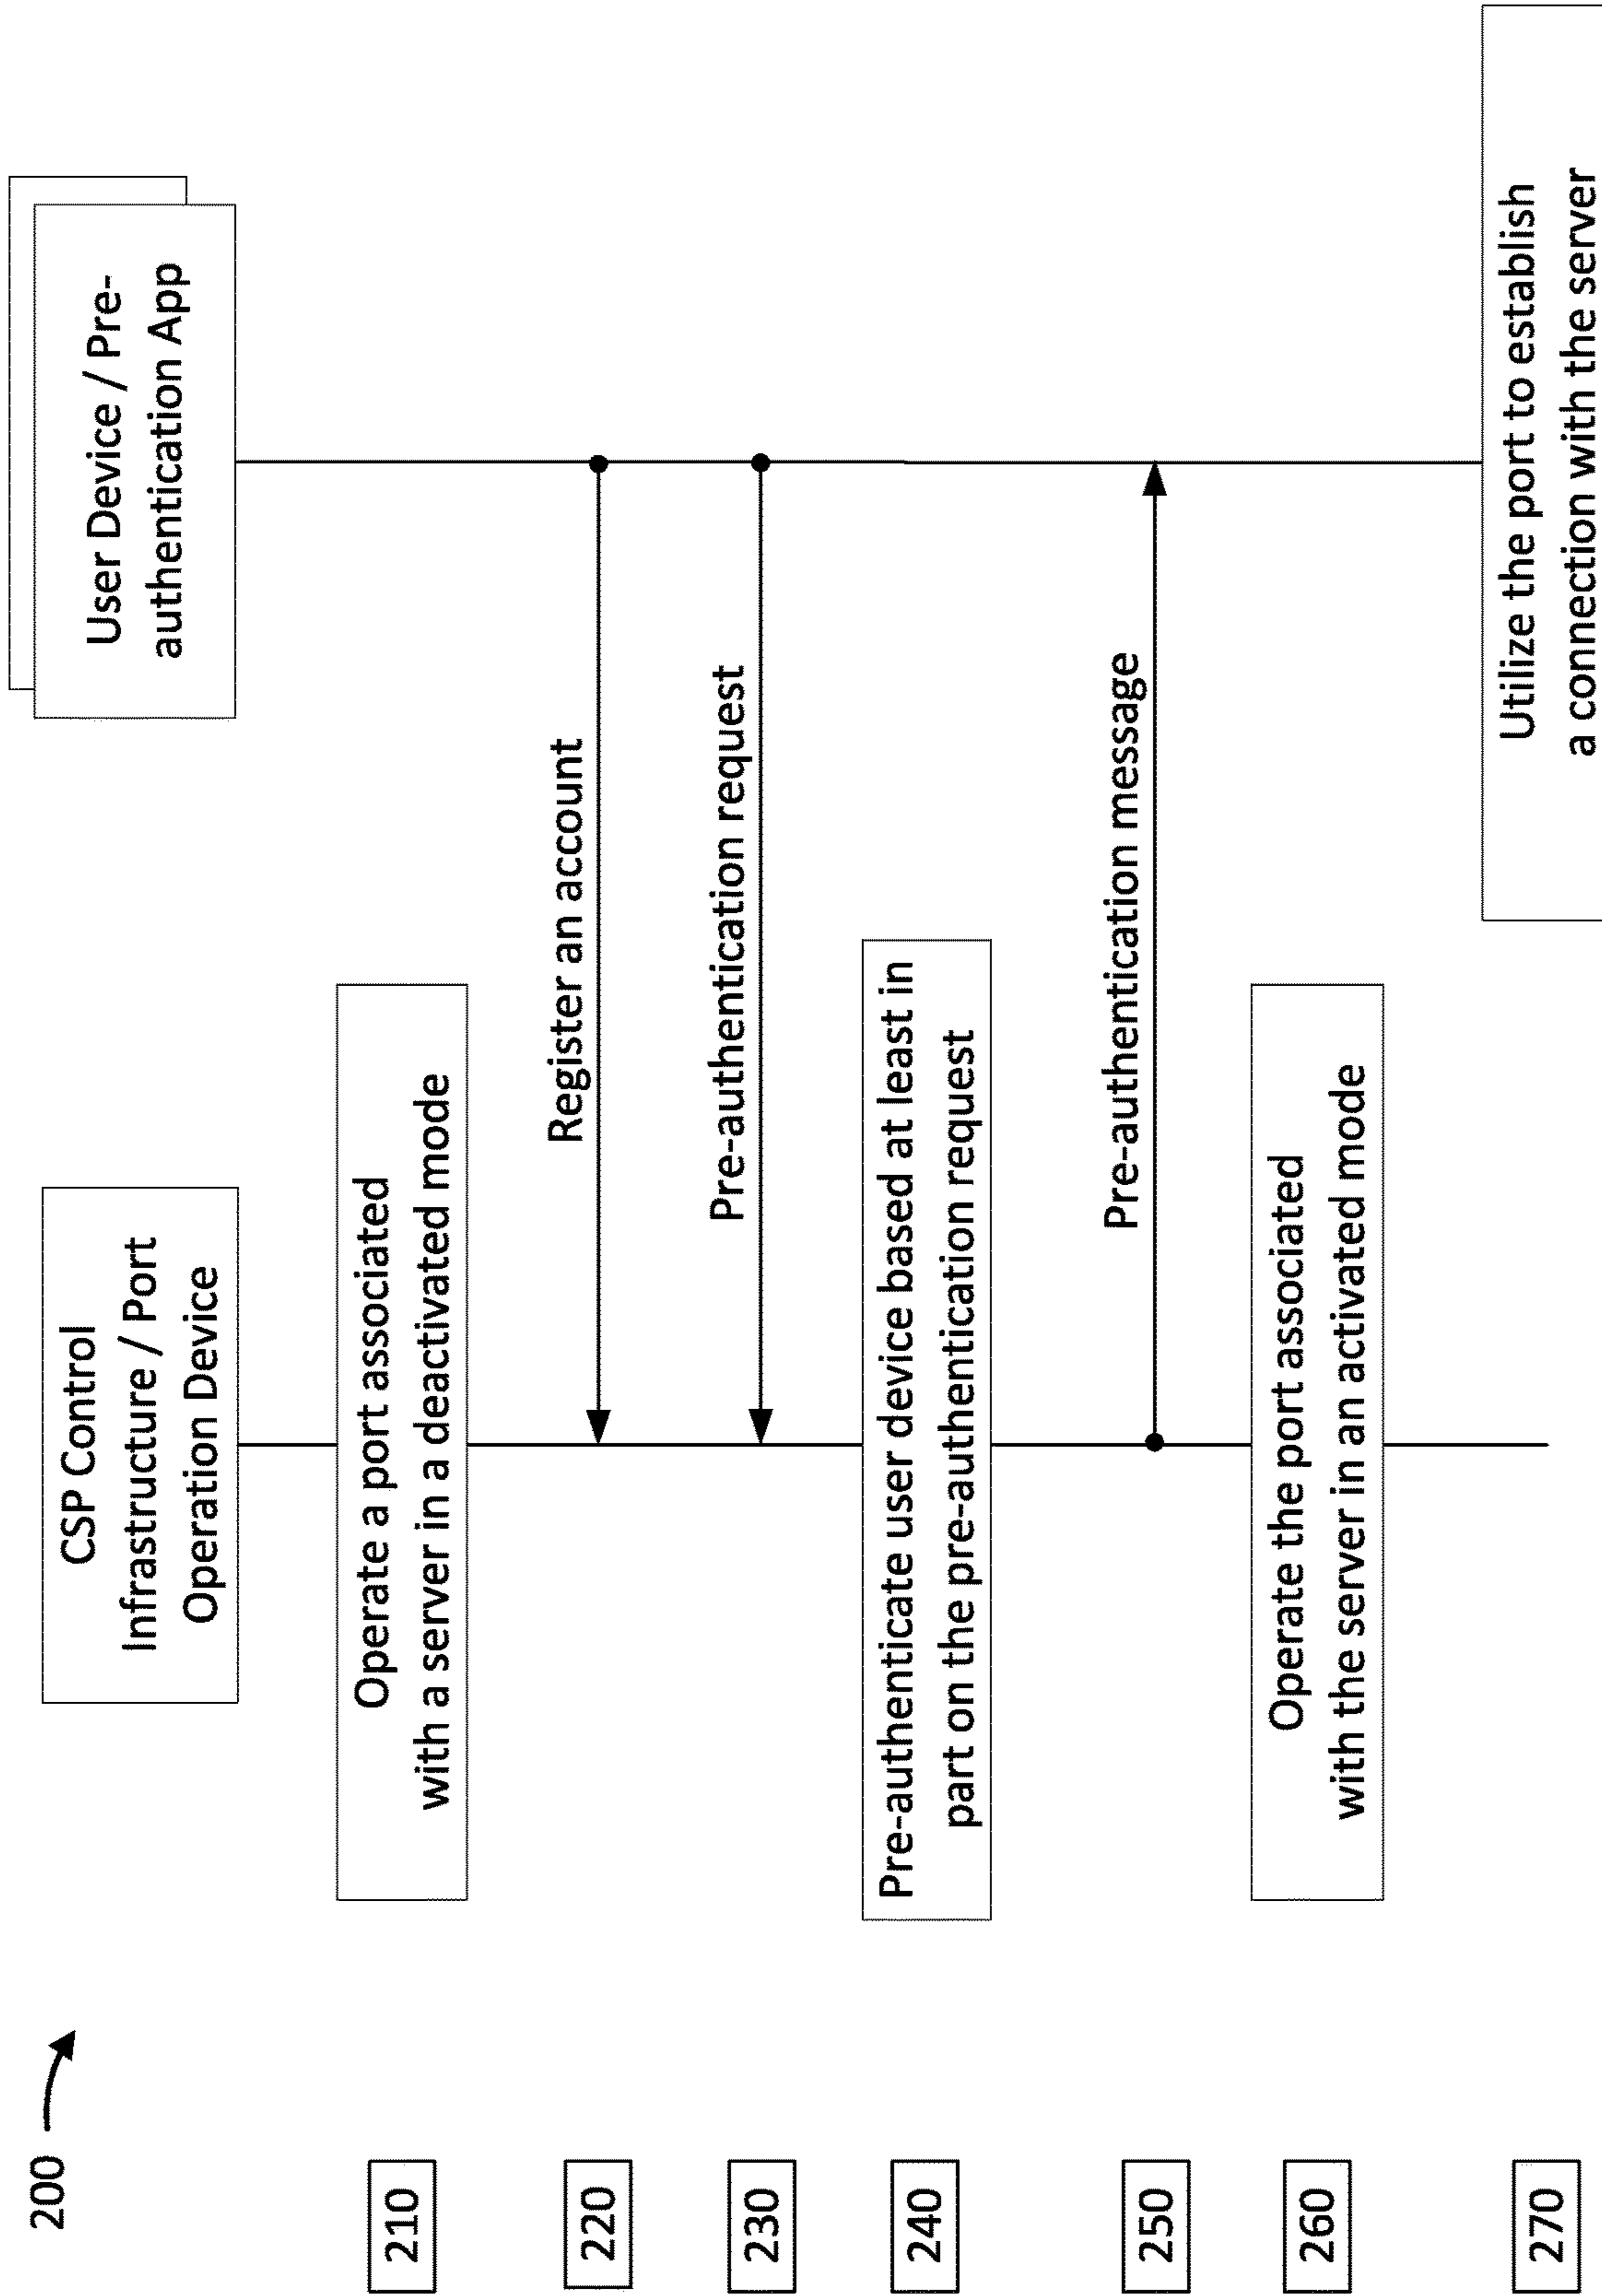 200
CSP Control
Infrastructure / Port
Operation Device
User Device / Pre-
authentication App
210
Operate a port associated
with a server in a deactivated mode
220
Register an account
230
Pre-authentication request
240
Pre-authenticate user device based at least in
part on the pre-authentication request
250
Pre-authentication message
260
Operate the port associated
with the server in an activated mode
270
Utilize the port to establish
a connection with the server